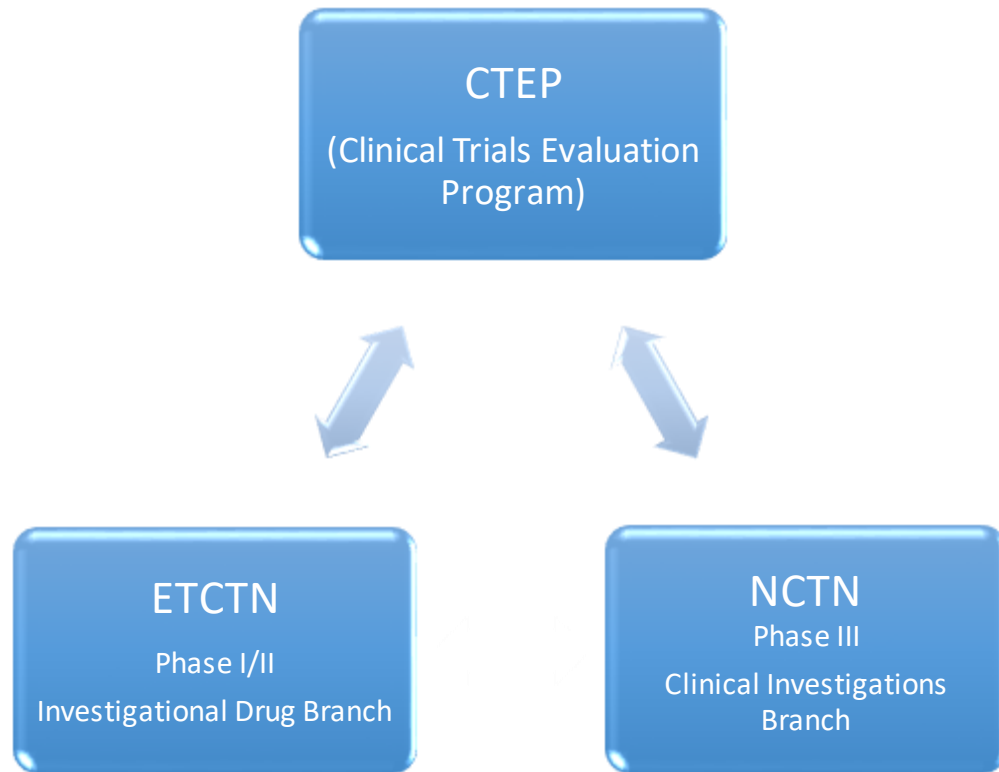 CTEP
(Clinical Trials Evaluation
Program)
ETCTN
Phase I/II
Investigational Drug Branch
NCTN
Phase III
Clinical Investigations
Branch